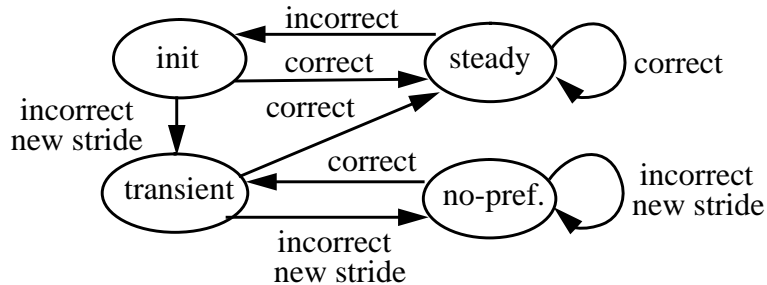 incorrect
init
steady
correct
correct
correct
incorrect
new stride
transient
correct
no-pref.
incorrect
new stride
incorrect
new stride